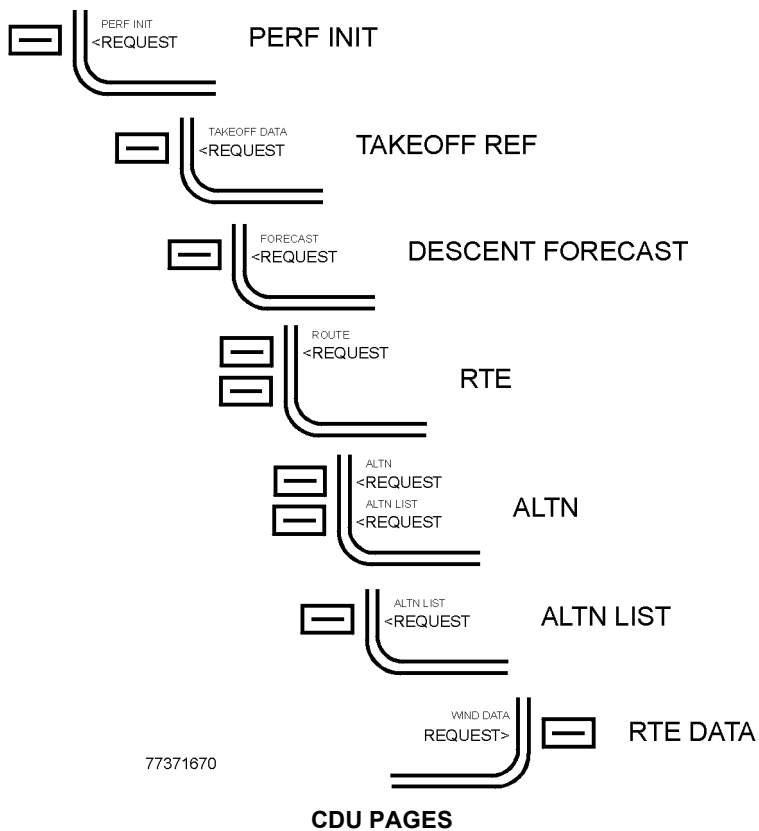 PERF INIT
<REQUEST
PERF INIT
TAKEOFF DATA
<REQUEST
TAKEOFF REF
FORECAST
<REQUEST
DESCENT FORECAST
ROUTE
<REQUEST
RTE
ALTN
<REQUEST
ALTN LIST
<REQUEST
ALTN
ALTN LIST
<REQUEST
ALTN LIST
WIND DATA
REQUEST>
RTE DATA
77371670
CDU PAGES